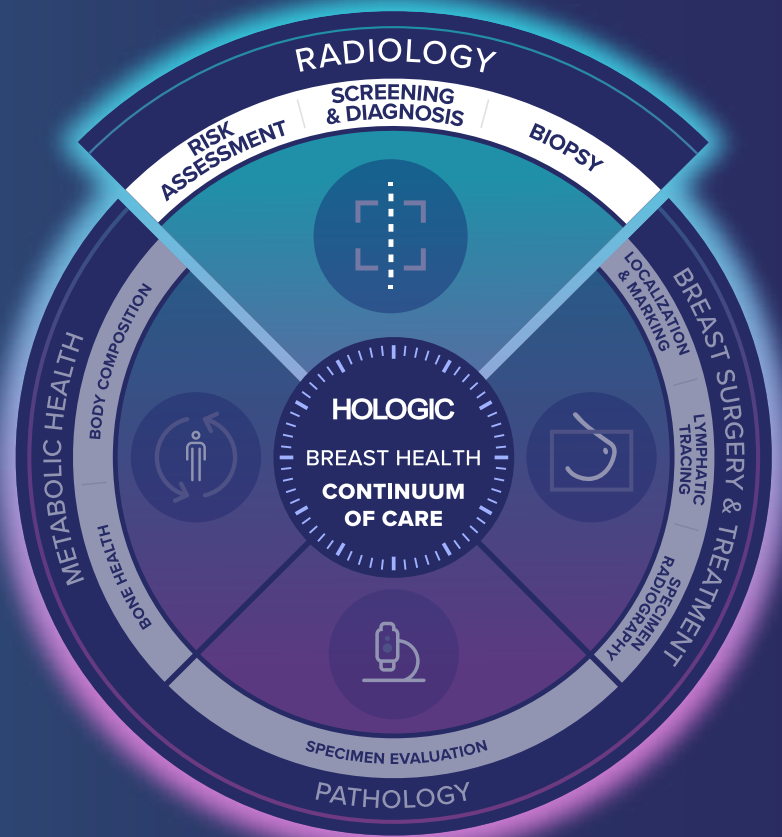 RADIOLOGY
RISK
ASSESSMENT
SCREENING
& DIAGNOSIS
BIOPSY
BREAST SURGERY & TREATMENT
LOCALIZATION
& MARKING
LYMPHATIC
TRACING
SPECIMEN
RADIOGRAPHY
PATHOLOGY
SPECIMEN EVALUATION
METABOLIC HEALTH
BODY COMPOSITION
BONE HEALTH
HOLOGIC
BREAST HEALTH
CONTINUUM
OF CARE